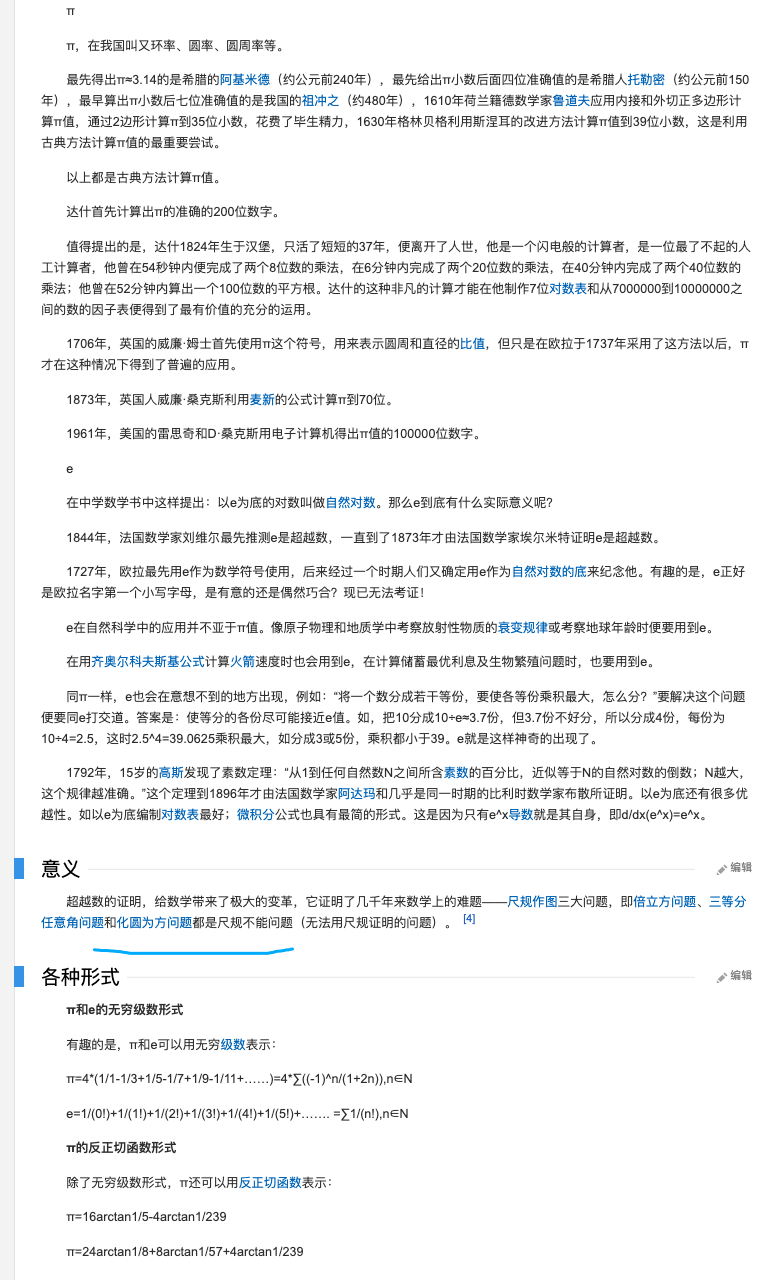 π
π，在我国叫又环率、圆率、圆周率等。
最先得出π≈3.14的是希腊的阿基米德（约公元前240年），最先给出π小数后面四位准确值的是希腊人托勒密（约公元前150
年），最早算出π小数后七位准确值的是我国的祖冲之（约480年），1610年荷兰籍德数学家鲁道夫应用内接和外切正多边形计
算π值，通过2边形计算π到35位小数，花费了毕生精力，1630年格林贝格利用斯涅耳的改进方法计算π值到39位小数，这是利用
古典方法计算π值的最重要尝试。
以上都是古典方法计算π值。
达什首先计算出π的准确的200位数字。
值得提出的是，达什1824年生于汉堡，只活了短短的37年，便离开了人世，他是一个闪电般的计算者，是一位最了不起的人
工计算者，他曾在54秒钟内便完成了两个8位数的乘法，在6分钟内完成了两个20位数的乘法，在40分钟内完成了两个40位数的
乘法；他曾在52分钟内算出一个100位数的平方根。达什的这种非凡的计算才能在他制作7位对数表和从7000000到10000000之
间的数的因子表便得到了最有价值的充分的运用。
1706年，英国的威廉·姆士首先使用π这个符号，用来表示圆周和直径的比值，但只是在欧拉于1737年采用了这方法以后，π
才在这种情况下得到了普遍的应用。
1873年，英国人威廉·桑克斯利用麦新的公式计算π到70位。
1961年，美国的雷思奇和D·桑克斯用电子计算机得出π值的100000位数字。
e
在中学数学书中这样提出：以e为底的对数叫做自然对数。那么e到底有什么实际意义呢？
1844年，法国数学家刘维尔最先推测e是超越数，一直到了1873年才由法国数学家埃尔米特证明e是超越数。
1727年，欧拉最先用e作为数学符号使用，后来经过一个时期人们又确定用e作为自然对数的底来纪念他。有趣的是，e正好
是欧拉名字第一个小写字母，是有意的还是偶然巧合？现已无法考证！
e在自然科学中的应用并不亚于π值。像原子物理和地质学中考察放射性物质的衰变规律或考察地球年龄时便要用到e。
在用齐奥尔科夫斯基公式计算火箭速度时也会用到e，在计算储蓄最优利息及生物繁殖问题时，也要用到e。
同π一样，e也会在意想不到的地方出现，例如：“将一个数分成若干等份，要使各等份乘积最大，怎么分？”要解决这个问题
便要同e打交道。答案是：使等分的各份尽可能接近e值。如，把10分成10÷e≈3.7份，但3.7份不好分，所以分成4份，每份为
10÷4=2.5，这时2.5^4=39.0625乘积最大，如分成3或5份，乘积都小于39。e就是这样神奇的出现了。
1792年，15岁的高斯发现了素数定理：“从1到任何自然数N之间所含素数的百分比，近似等于N的自然对数的倒数；N越大，
这个规律越准确。”这个定理到1896年才由法国数学家阿达玛和几乎是同一时期的比利时数学家布散所证明。以e为底还有很多优
越性。如以e为底编制对数表最好；微积分公式也具有最简的形式。这是因为只有e^x导数就是其自身，即d/dx(e^x)=e^x。
意义 编辑
超越数的证明，给数学带来了极大的变革，它证明了几千年来数学上的难题——尺规作图三大问题，即倍立方问题、三等分
任意角问题和化圆为方问题都是尺规不能问题（无法用尺规证明的问题）。 [4]
各种形式 编辑
π和e的无穷级数形式
有趣的是，π和e可以用无穷级数表示：
π=4*(1/1-1/3+1/5-1/7+1/9-1/11+……)=4*∑((-1)^n/(1+2n)),n∈N
e=1/(0!)+1/(1!)+1/(2!)+1/(3!)+1/(4!)+1/(5!)+……. =∑1/(n!),n∈N
π的反正切函数形式
除了无穷级数形式，π还可以用反正切函数表示：
π=16arctan1/5-4arctan1/239
π=24arctan1/8+8arctan1/57+4arctan1/239